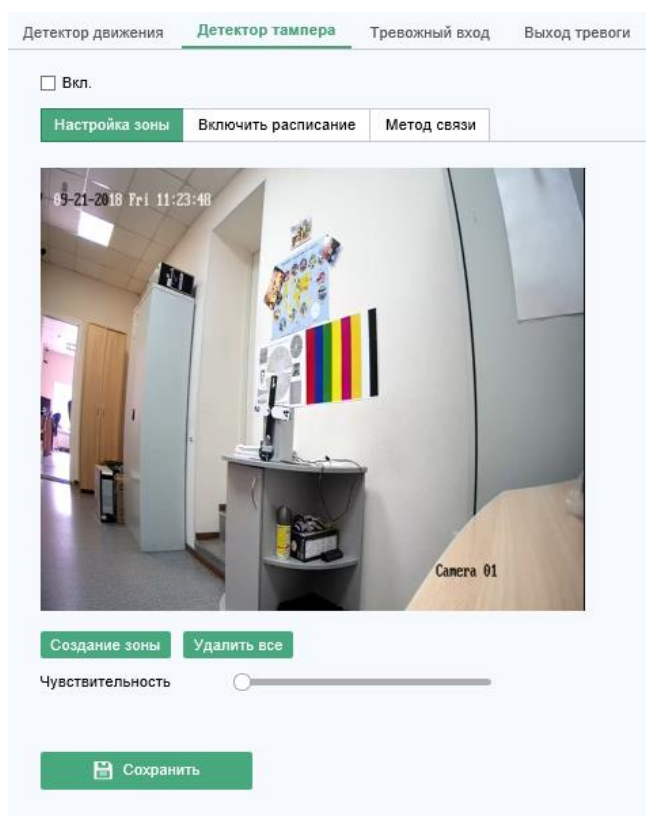 Детектор движения Детектор тампера Тревожный вход Выход тревоги
Вкл.
Настройка зоны Включить расписание Метод связи
09-21-2018 Fri 11:23:48
Camera 01
Создание зоны Удалить все
Чувствительность
Сохранить